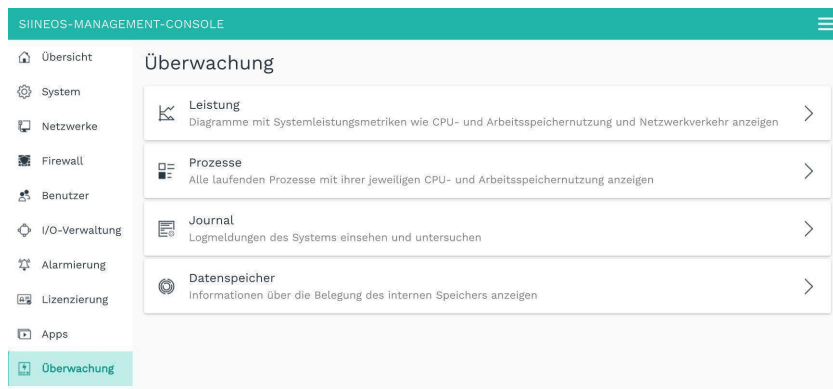 SIINEOS-MANAGEMENT-CONSOLE
Übersicht
System
Netzwerke
Firewall
Benutzer
I/O-Verwaltung
Alarmierung
Lizenzierung
Apps
Überwachung
Überwachung
Leistung
Diagramme mit Systemleistungsmetriken wie CPU- und Arbeitsspeichernutzung und Netzwerkverkehr anzeigen
Prozesse
Alle laufenden Prozesse mit ihrer jeweiligen CPU- und Arbeitsspeichernutzung anzeigen
Journal
Logmeldungen des Systems einsehen und untersuchen
Datenspeicher
Informationen über die Belegung des internen Speichers anzeigen